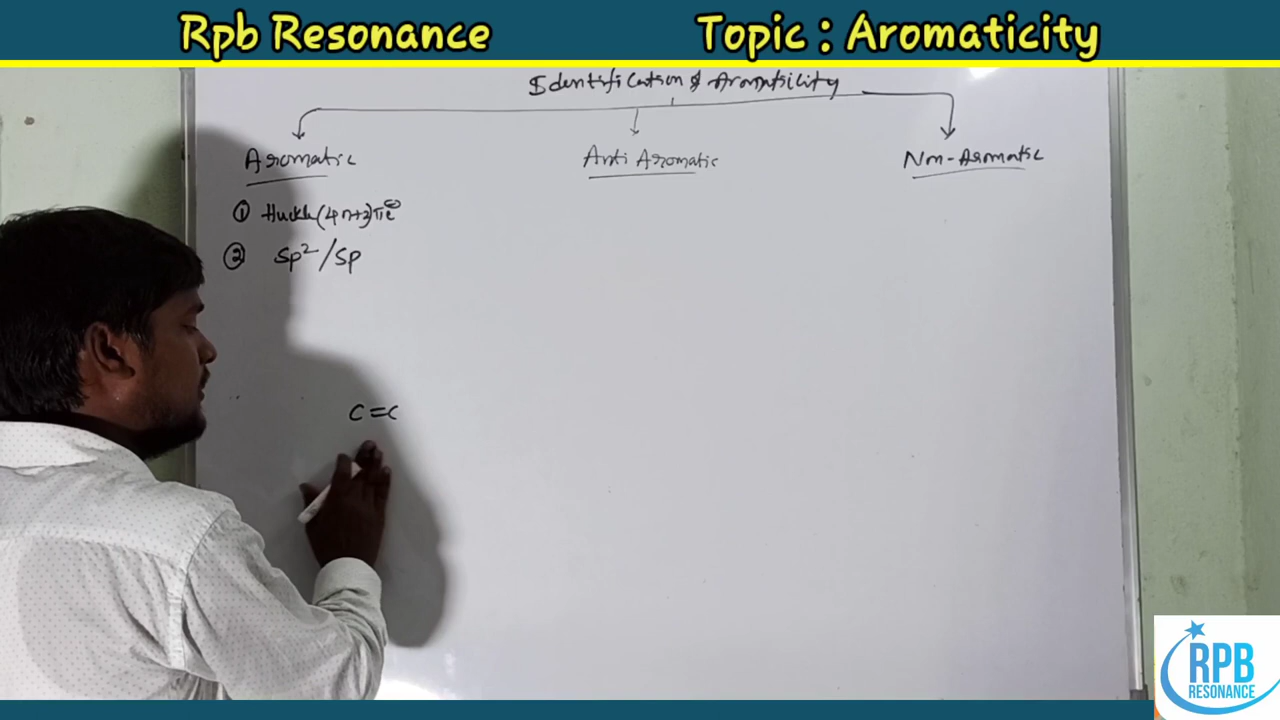 Rpb Resonance Topic : Aromaticity
Identification of Aromaticity
Aromatic Anti Aromatic Non-Aromatic
① Huckle(4n+2)πe⊖
② Sp²/Sp
C=C
RPB
RESONANCE